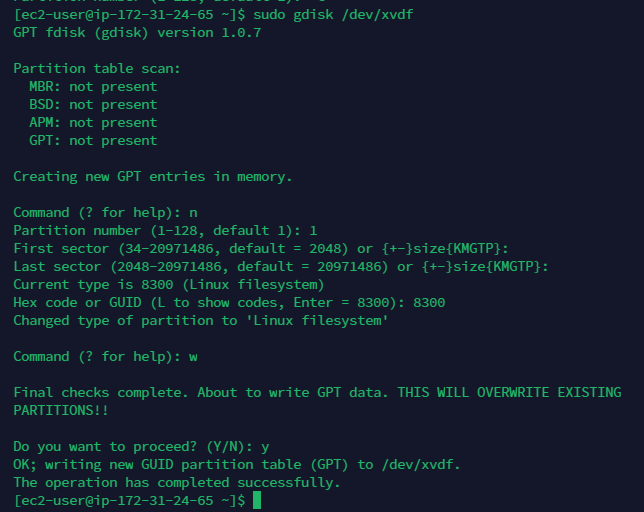 [ec2-user@ip-172-31-24-65 ~]$ sudo gdisk /dev/xvdf
GPT fdisk (gdisk) version 1.0.7
Partition table scan:
  MBR: not present
  BSD: not present
  APM: not present
  GPT: not present
Creating new GPT entries in memory.
Command (? for help): n
Partition number (1-128, default 1): 1
First sector (34-20971486, default = 2048) or {+-}size{KMGTP}:
Last sector (2048-20971486, default = 20971486) or {+-}size{KMGTP}:
Current type is 8300 (Linux filesystem)
Hex code or GUID (L to show codes, Enter = 8300): 8300
Changed type of partition to 'Linux filesystem'
Command (? for help): w
Final checks complete. About to write GPT data. THIS WILL OVERWRITE EXISTING
PARTITIONS!!
Do you want to proceed? (Y/N): y
OK; writing new GUID partition table (GPT) to /dev/xvdf.
The operation has completed successfully.
[ec2-user@ip-172-31-24-65 ~]$